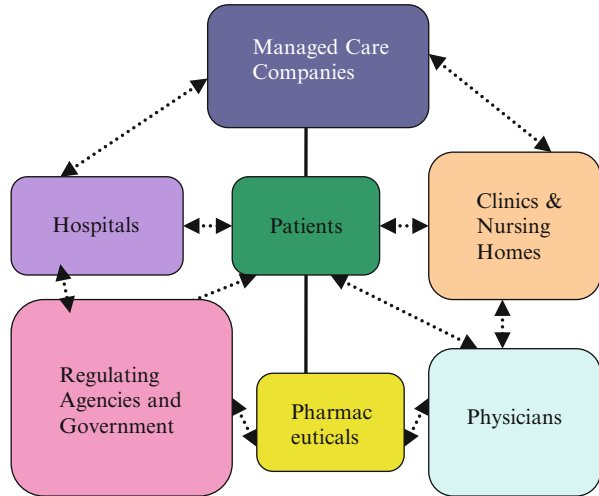 Managed Care
Companies
Hospitals
Patients
Clinics &
Nursing
Homes
Regulating
Agencies and
Government
Pharmac
euticals
Physicians